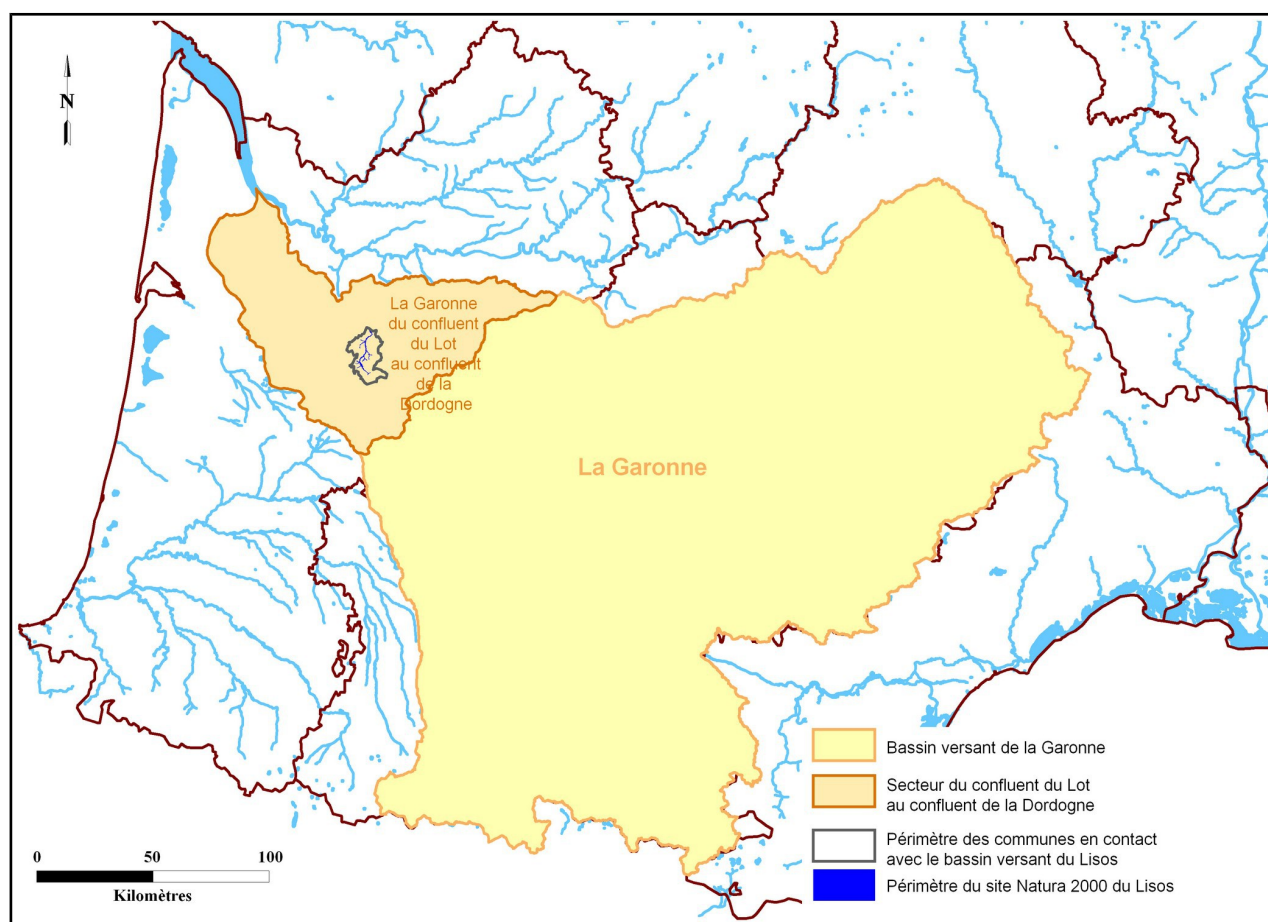 N
La Garonne
du confluent
du Lot
au confluent
de la
Dordogne
La Garonne
Bassin versant de la Garonne
Secteur du confluent du Lot
au confluent de la Dordogne
Périmètre des communes en contact
avec le bassin versant du Lisos
Périmètre du site Natura 2000 du Lisos
0 50 100
Kilomètres